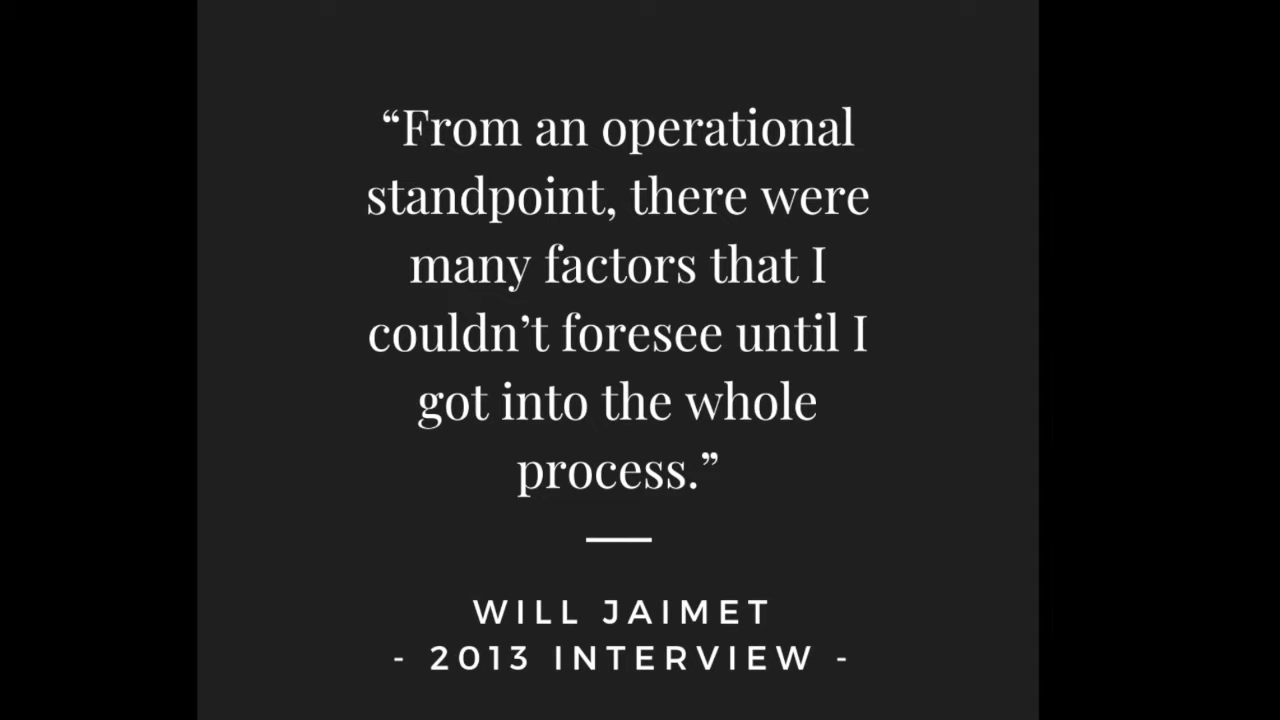 “From an operational
standpoint, there were
many factors that I
couldn’t foresee until I
got into the whole
process.”
WILL JAIMET
- 2013 INTERVIEW -